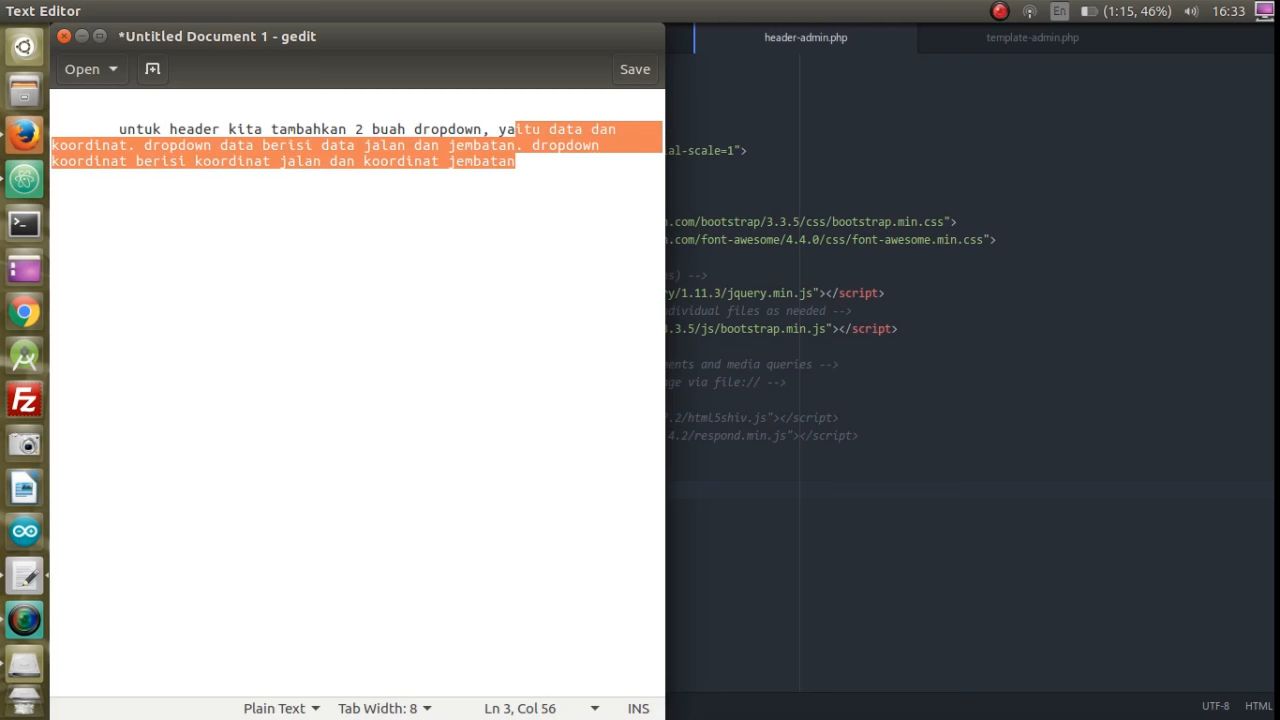 Text Editor
En
(1:15, 46%)
16:33
*Untitled Document 1 - gedit
Open
Save
untuk header kita tambahkan 2 buah dropdown, yaitu data dan
koordinat. dropdown data berisi data jalan dan jembatan. dropdown
koordinat berisi koordinat jalan dan koordinat jembatan
Plain Text
Tab Width: 8
Ln 3, Col 56
INS
header-admin.php
template-admin.php
al-scale=1">
.com/bootstrap/3.3.5/css/bootstrap.min.css">
.com/font-awesome/4.4.0/css/font-awesome.min.css">
s) -->
y/1.11.3/jquery.min.js"></script>
dividual files as needed -->
.3.5/js/bootstrap.min.js"></script>
ents and media queries -->
ge via file:// -->
.2/html5shiv.js"></script>
4.2/respond.min.js"></script>
UTF-8
HTML
Fz